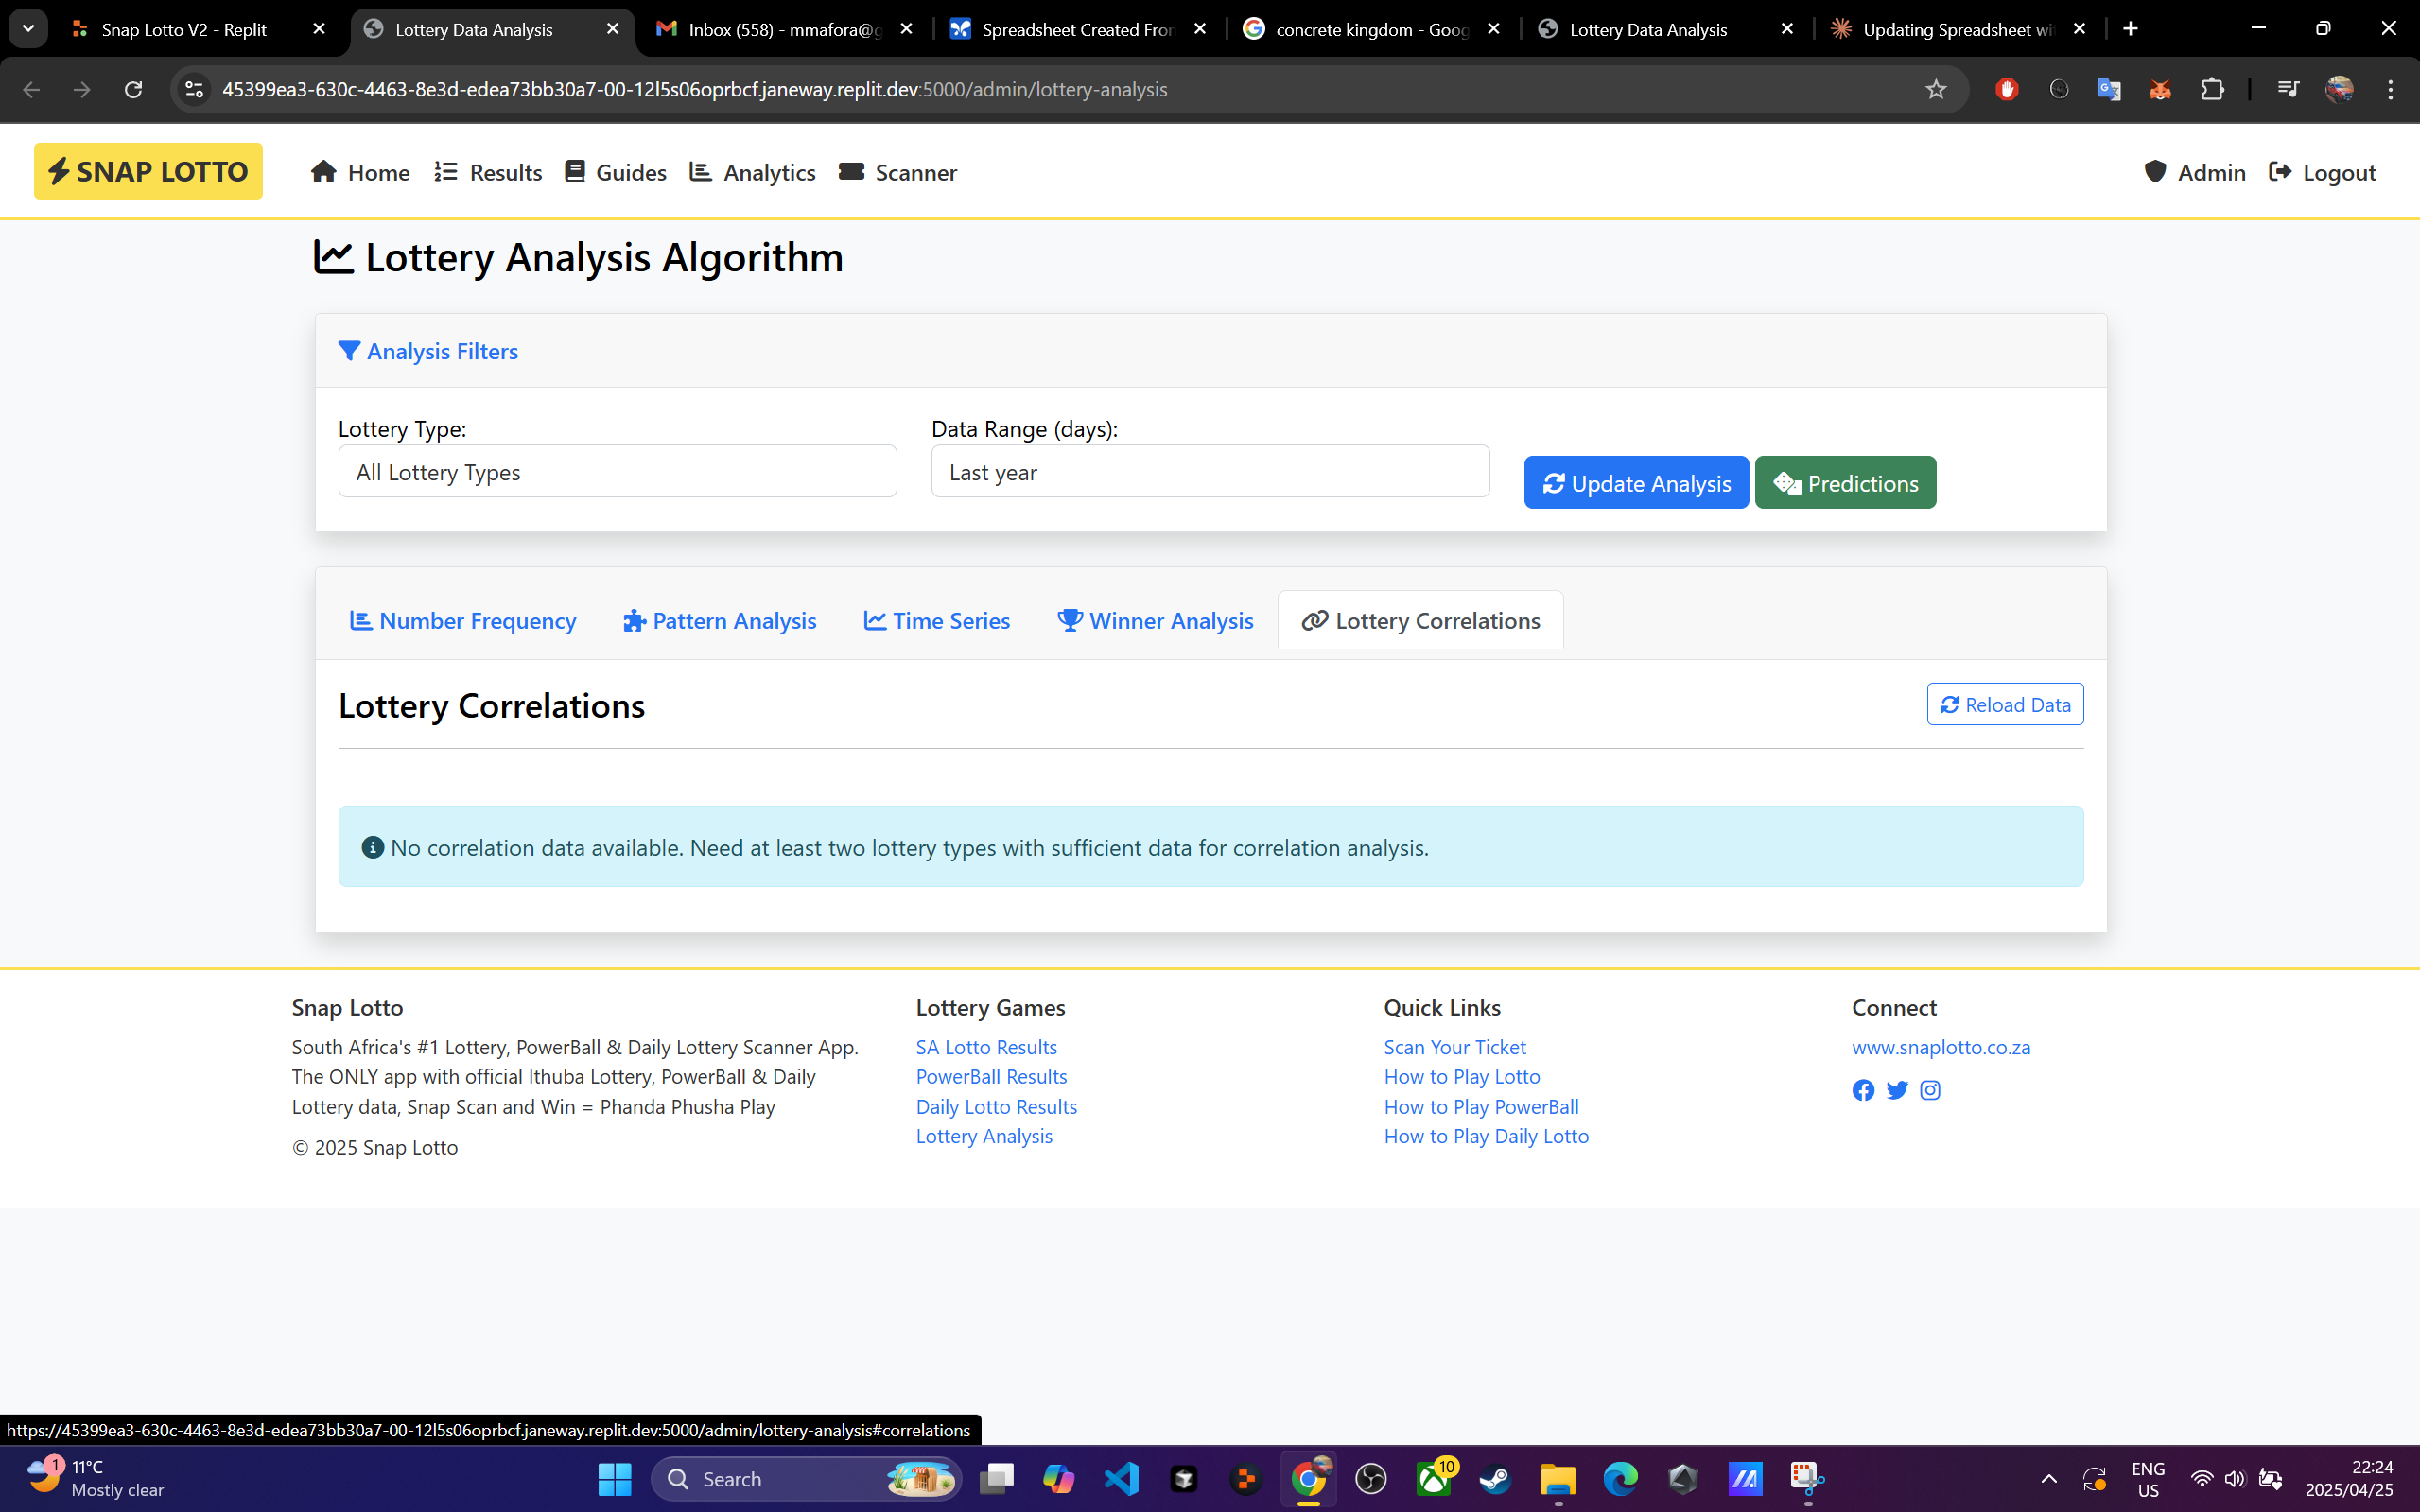 Snap Lotto V2 - Replit
Lottery Data Analysis
Inbox (558) - mmafora@g
Spreadsheet Created Fron
concrete kingdom - Goog
Lottery Data Analysis
Updating Spreadsheet wi
45399ea3-630c-4463-8e3d-edea73bb30a7-00-12l5s06oprbcf.janeway.replit.dev:5000/admin/lottery-analysis
SNAP LOTTO
Home
Results
Guides
Analytics
Scanner
Admin
Logout
Lottery Analysis Algorithm
Analysis Filters
Lottery Type:
Data Range (days):
All Lottery Types
Last year
Update Analysis
Predictions
Number Frequency
Pattern Analysis
Time Series
Winner Analysis
Lottery Correlations
Lottery Correlations
Reload Data
No correlation data available. Need at least two lottery types with sufficient data for correlation analysis.
Snap Lotto
South Africa's #1 Lottery, PowerBall & Daily Lottery Scanner App.
The ONLY app with official Ithuba Lottery, PowerBall & Daily
Lottery data, Snap Scan and Win = Phanda Phusha Play
© 2025 Snap Lotto
Lottery Games
SA Lotto Results
PowerBall Results
Daily Lotto Results
Lottery Analysis
Quick Links
Scan Your Ticket
How to Play Lotto
How to Play PowerBall
How to Play Daily Lotto
Connect
www.snaplotto.co.za
https://45399ea3-630c-4463-8e3d-edea73bb30a7-00-12l5s06oprbcf.janeway.replit.dev:5000/admin/lottery-analysis#correlations
1
11°C
Mostly clear
Search
10
ENG
US
22:24
2025/04/25